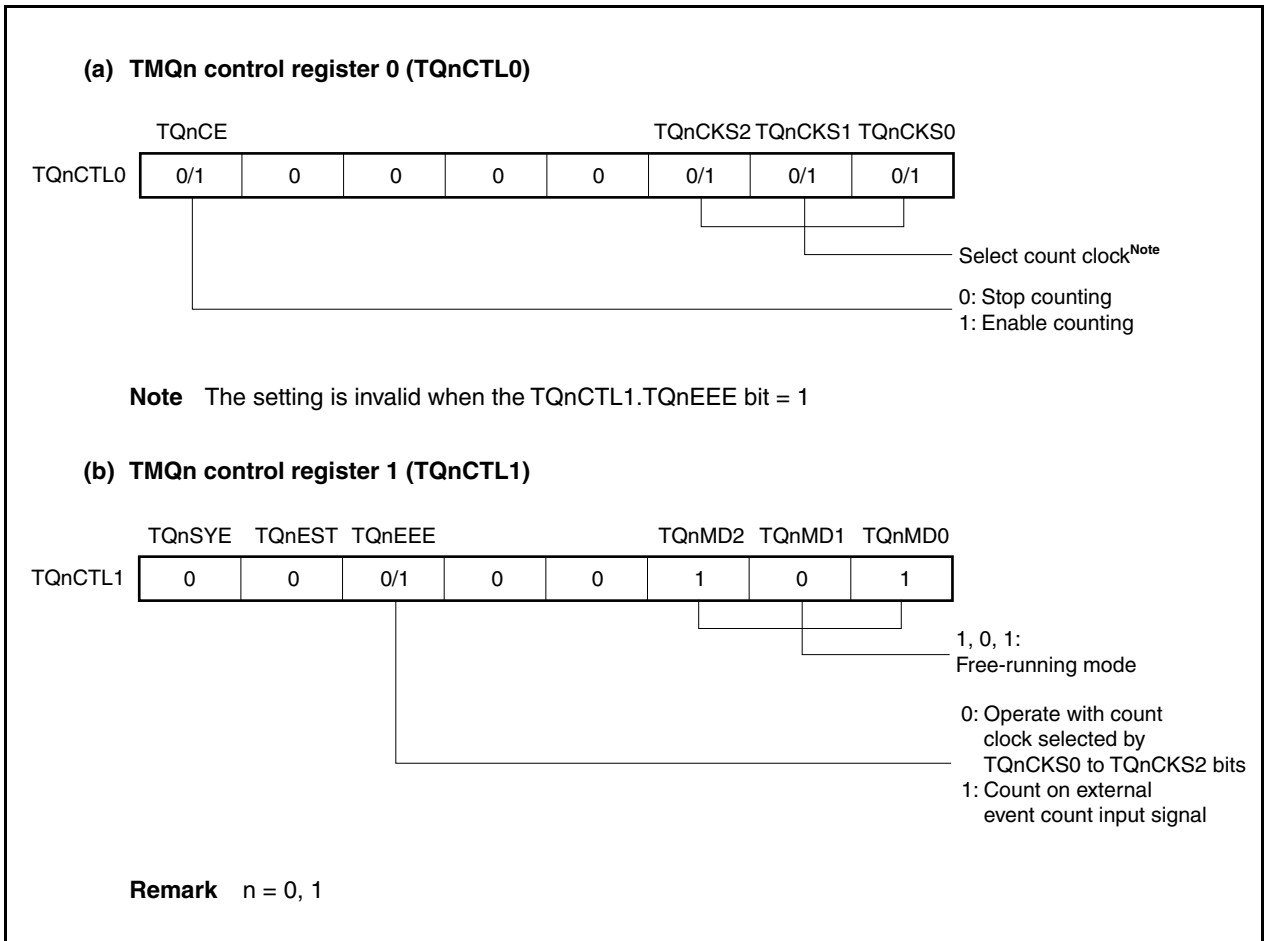 (a) TMQn control register 0 (TQnCTL0)
TQnCE TQnCKS2 TQnCKS1 TQnCKS0
TQnCTL0 0/1 0 0 0 0 0/1 0/1 0/1
Select count clockNote
0: Stop counting
1: Enable counting
Note The setting is invalid when the TQnCTL1.TQnEEE bit = 1
(b) TMQn control register 1 (TQnCTL1)
TQnSYE TQnEST TQnEEE TQnMD2 TQnMD1 TQnMD0
TQnCTL1 0 0 0/1 0 0 1 0 1
1, 0, 1:
Free-running mode
0: Operate with count
clock selected by
TQnCKS0 to TQnCKS2 bits
1: Count on external
event count input signal
Remark n = 0, 1